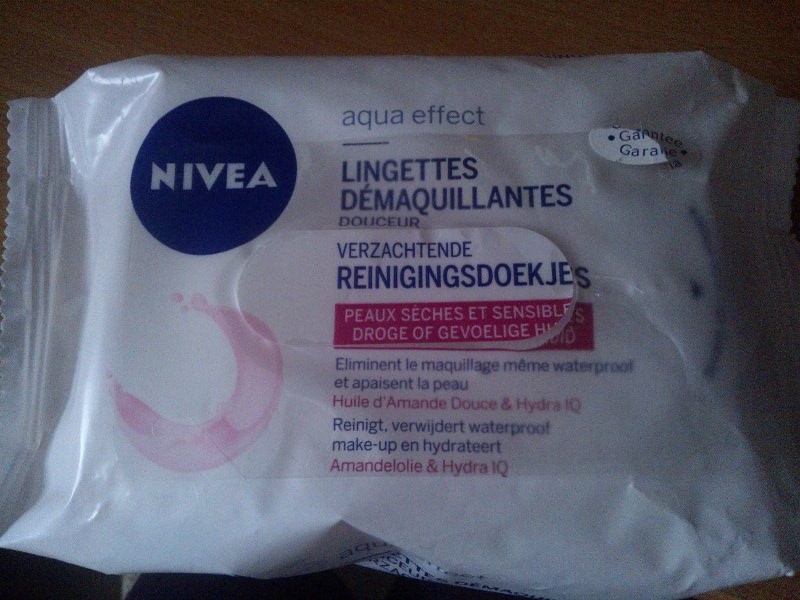 NIVEA
aqua effect
LINGETTES
DÉMAQUILLANTES
DOUCEUR
VERZACHTENDE
REINIGINGSDOEKJES
PEAUX SÈCHES ET SENSIBLES
DROGE OF GEVOELIGE HUID
Eliminent le maquillage même waterproof
et apaisent la peau
Huile d'Amande Douce & Hydra IQ
Reinigt, verwijdert waterproof
make-up en hydrateert
Amandelolie & Hydra IQ